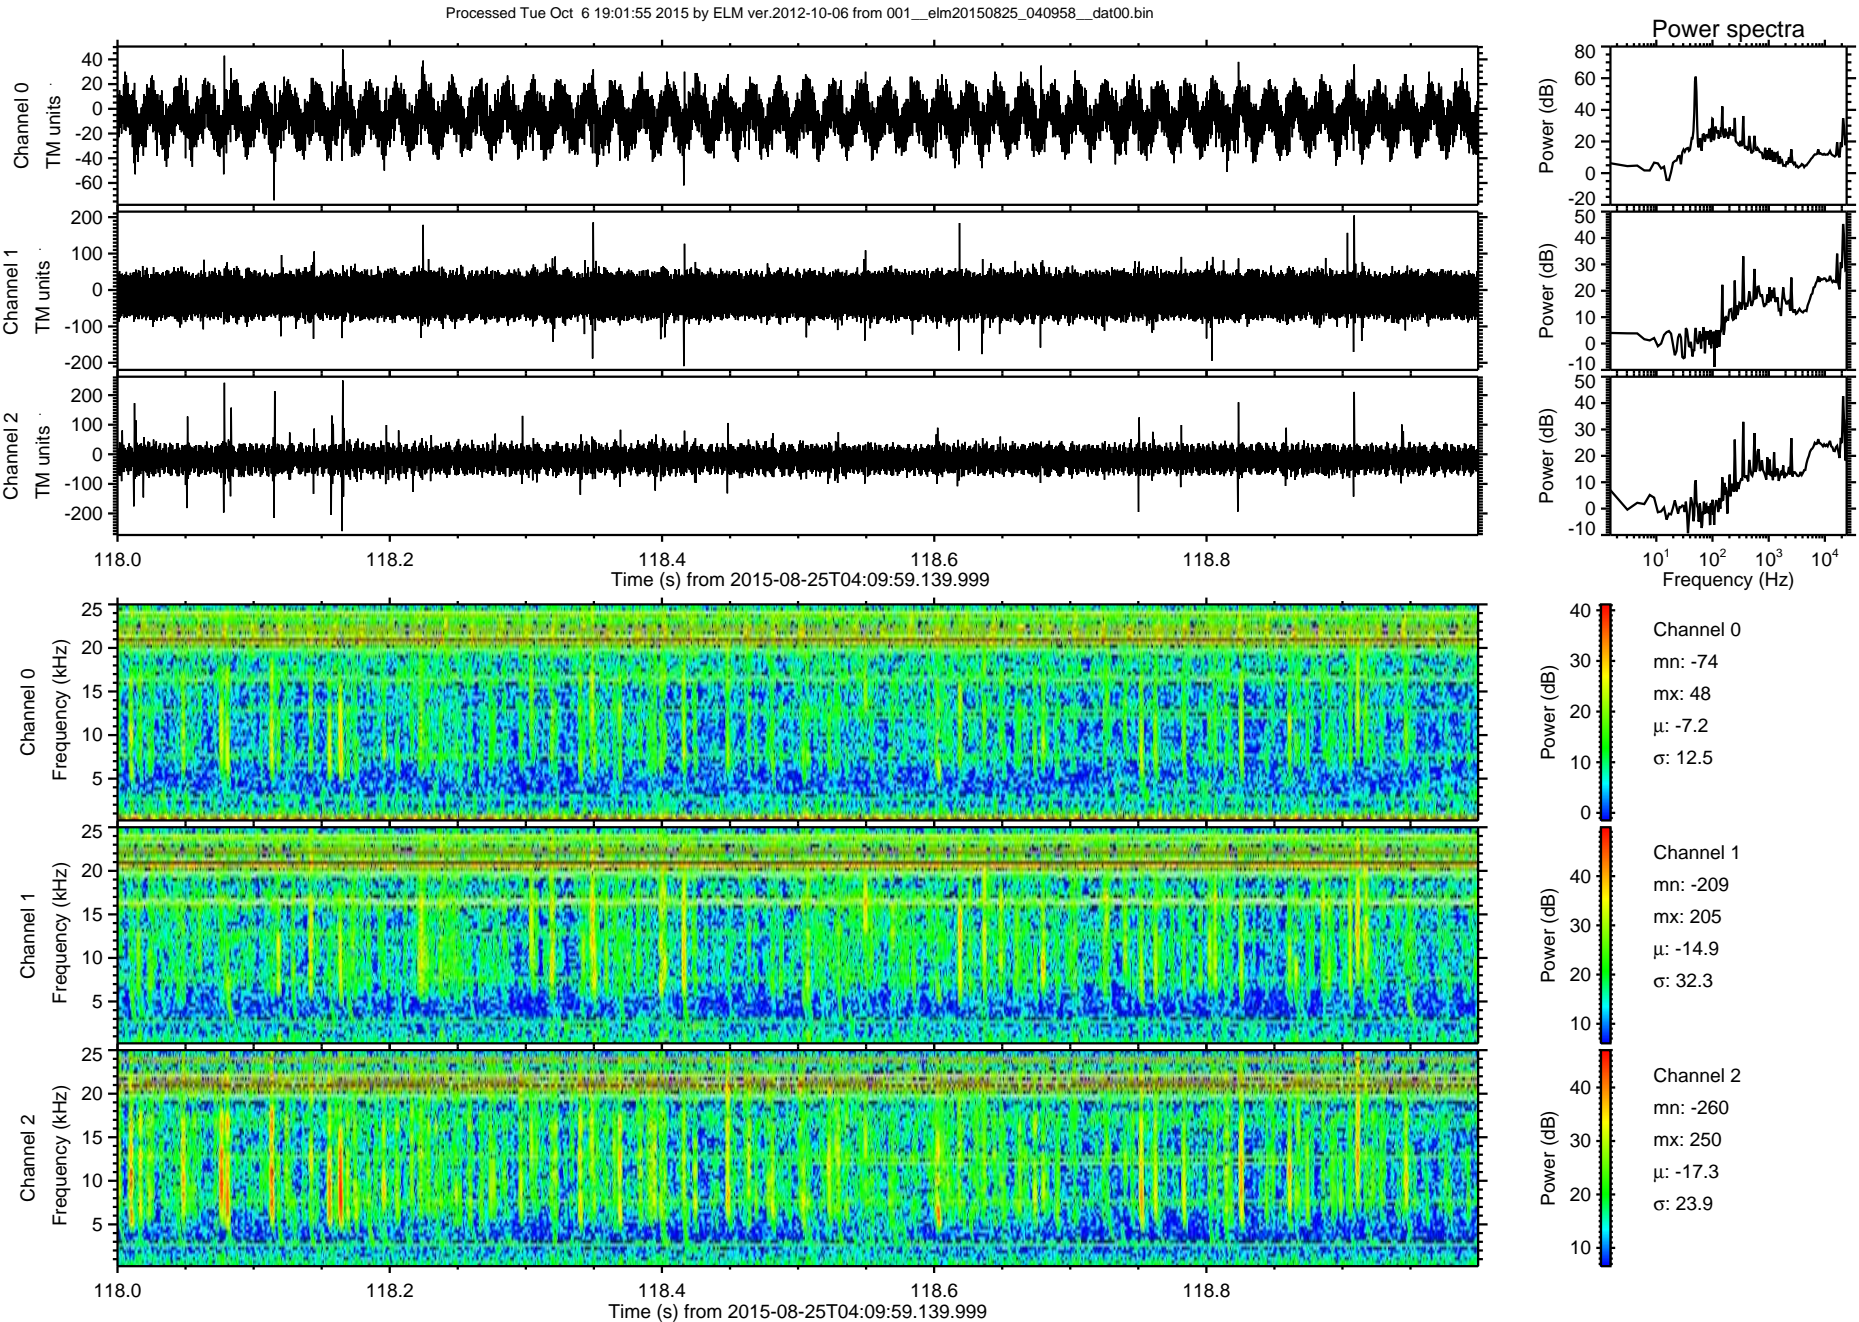 Processed Tue Oct 6 19:01:55 2015 by ELM ver.2012-10-06 from 001__elm20150825_040958__dat00.bin
Power spectra
Channel 0
TM units
40
20
0
-20
-40
-60
Power (dB)
80
60
40
20
0
-20
Channel 1
TM units
200
100
0
-100
-200
Power (dB)
50
40
30
20
10
0
-10
Channel 2
TM units
200
100
0
-100
-200
Power (dB)
50
40
30
20
10
0
-10
118.0 118.2 118.4 118.6 118.8
Time (s) from 2015-08-25T04:09:59.139.999
10¹ 10² 10³ 10⁴
Frequency (Hz)
Channel 0
Frequency (kHz)
25
20
15
10
5
Power (dB)
40
30
20
10
0
Channel 0
mn: -74
mx: 48
μ: -7.2
σ: 12.5
Channel 1
Frequency (kHz)
25
20
15
10
5
Power (dB)
40
30
20
10
Channel 1
mn: -209
mx: 205
μ: -14.9
σ: 32.3
Channel 2
Frequency (kHz)
25
20
15
10
5
Power (dB)
40
30
20
10
Channel 2
mn: -260
mx: 250
μ: -17.3
σ: 23.9
118.0 118.2 118.4 118.6 118.8
Time (s) from 2015-08-25T04:09:59.139.999